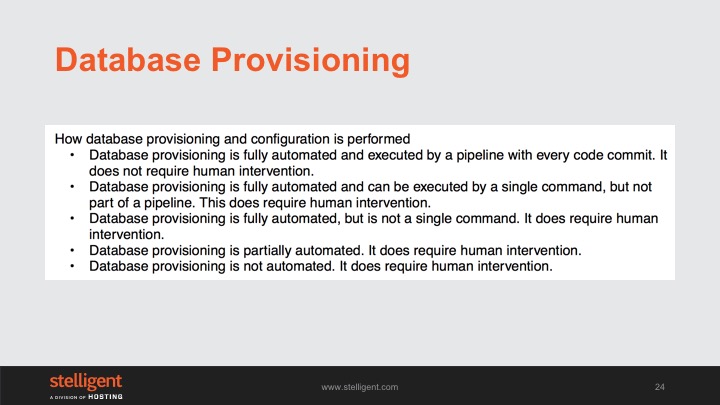 Database Provisioning
How database provisioning and configuration is performed
• Database provisioning is fully automated and executed by a pipeline with every code commit. It
does not require human intervention.
• Database provisioning is fully automated and can be executed by a single command, but not
part of a pipeline. This does require human intervention.
• Database provisioning is fully automated, but is not a single command. It does require human
intervention.
• Database provisioning is partially automated. It does require human intervention.
• Database provisioning is not automated. It does require human intervention.
stelligent
A DIVISION OF HOSTING
www.stelligent.com
24